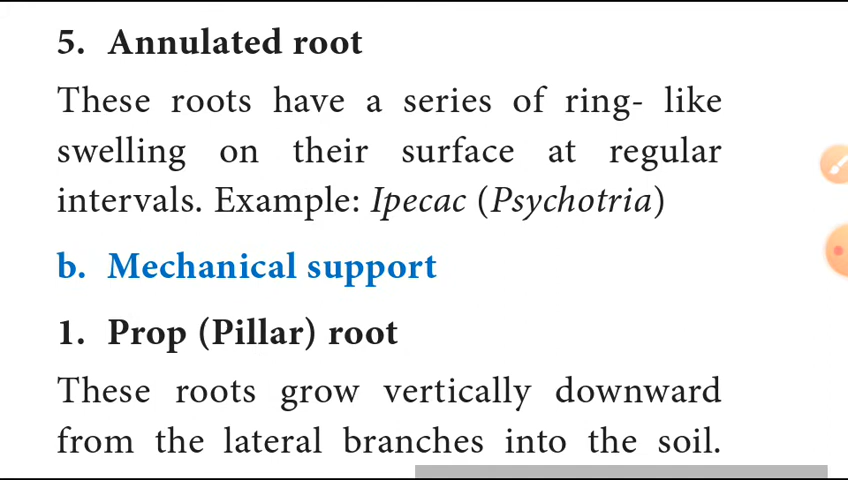 5. Annulated root
These roots have a series of ring- like
swelling on their surface at regular
intervals. Example: Ipecac (Psychotria)
b. Mechanical support
1. Prop (Pillar) root
These roots grow vertically downward
from the lateral branches into the soil.